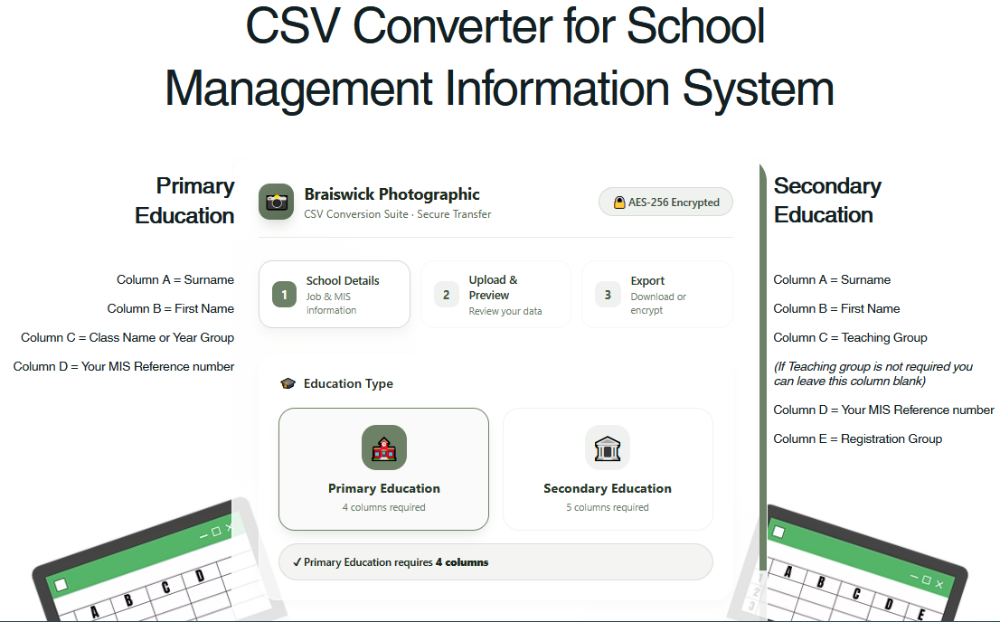 CSV Converter for School
Management Information System
Primary
Education
Column A = Surname
Column B = First Name
Column C = Class Name or Year Group
Column D = Your MIS Reference number
Braiswick Photographic
CSV Conversion Suite · Secure Transfer
AES-256 Encrypted
1
School Details
Job & MIS
information
2
Upload &
Preview
Review your data
3
Export
Download or
encrypt
Education Type
Primary Education
4 columns required
Secondary Education
5 columns required
✓ Primary Education requires 4 columns
Secondary
Education
Column A = Surname
Column B = First Name
Column C = Teaching Group
(If Teaching group is not required you
can leave this column blank)
Column D = Your MIS Reference number
Column E = Registration Group
A B C D
A B C D E
1
2
3